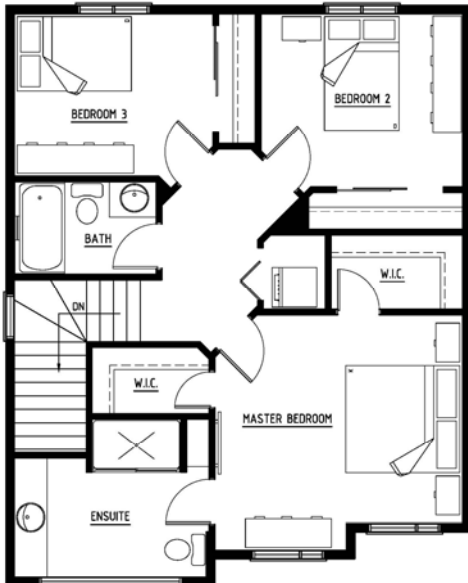 BEDROOM 3
BEDROOM 2
BATH
W.I.C.
DN
W.I.C.
MASTER BEDROOM
ENSUITE